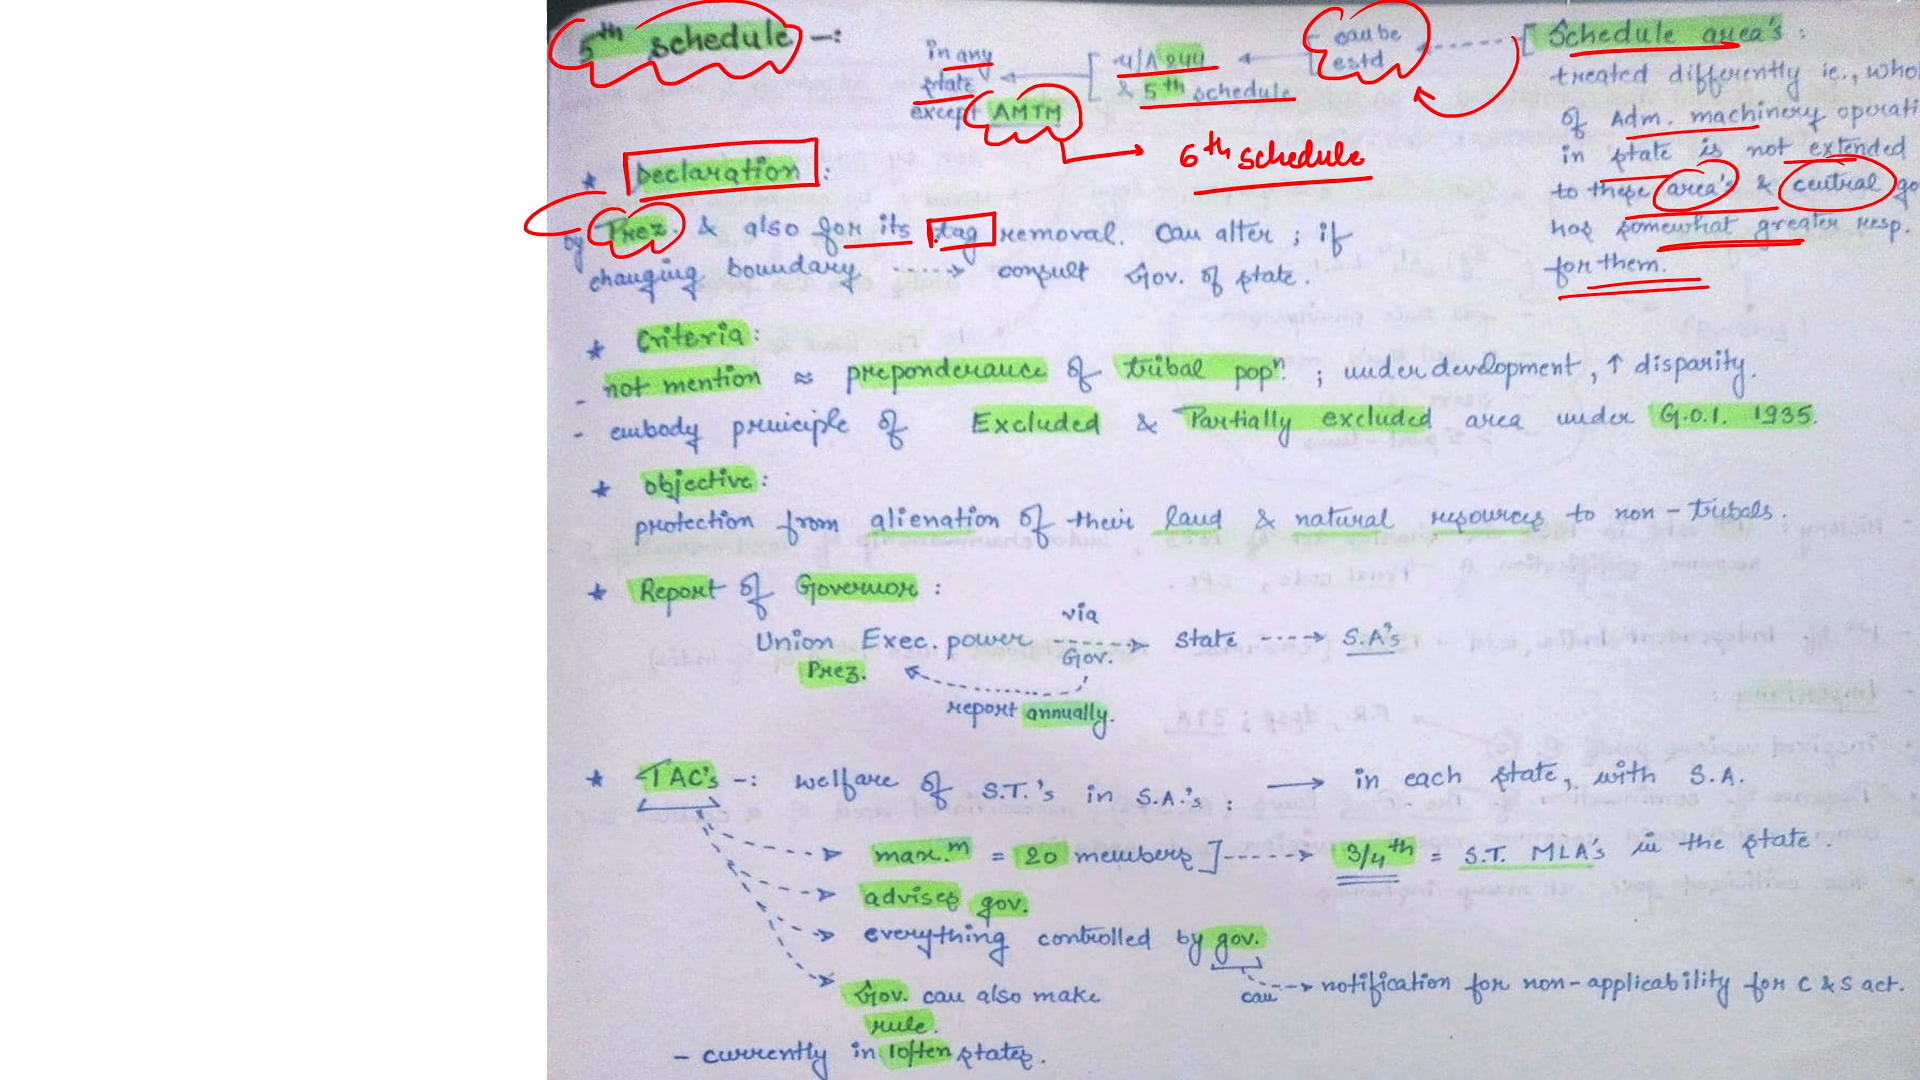 5th schedule -:
in any state except AMTM
u/A 244 & 5th schedule
can be estd
Schedule area's :
treated differently ie., whol
of Adm. machinery operati
in state is not extended
to these area's & central go
has somewhat greater resp.
for them.
6th schedule
* Declaration :
by Prez. & also for its tag removal. Can alter ; if
changing boundary consult Gov. of state.
* Criteria :
- not mention ≈ preponderance of tribal popn. ; underdevelopment, ↑ disparity.
- embody principle of Excluded & Partially excluded area under G.O.I. 1935.
* objective :
protection from alienation of their land & natural resources to non-tribals.
* Report of Governor :
Union Exec. power via Gov. state S.A's
Prez.
report annually.
* TAC's -: welfare of S.T.'s in S.A.'s : → in each state, with S.A.
max.m = 20 members] 3/4th = S.T. MLA's in the state.
advises gov.
everything controlled by gov.
can notification for non-applicability for C & S act.
Gov. can also make
rule.
- currently in 10/ten states.